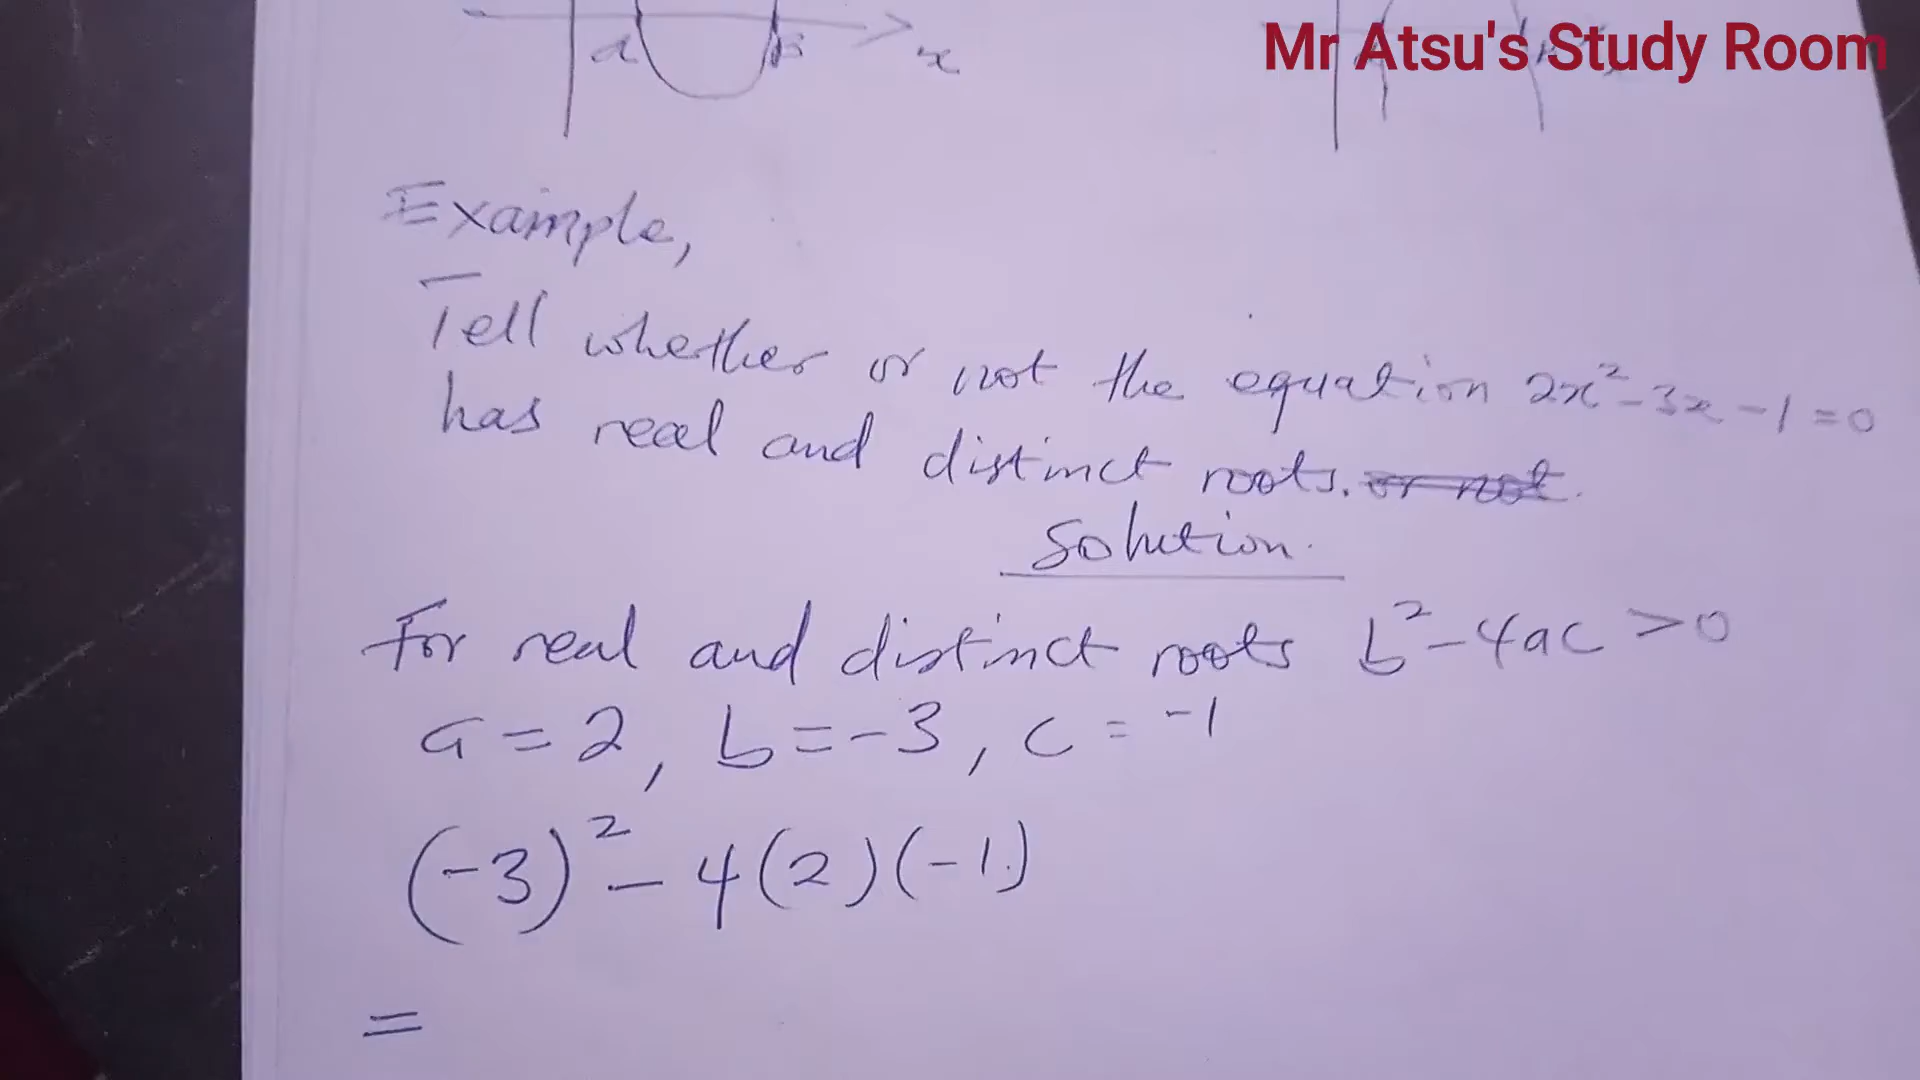 Mr Atsu's Study Room
α β x
Example,
Tell whether or not the equation 2x² - 3x - 1 = 0
has real and distinct roots. or not.
Solution.
For real and distinct roots b² - 4ac > 0
a = 2, b = -3, c = -1
(-3)² - 4(2)(-1)
=